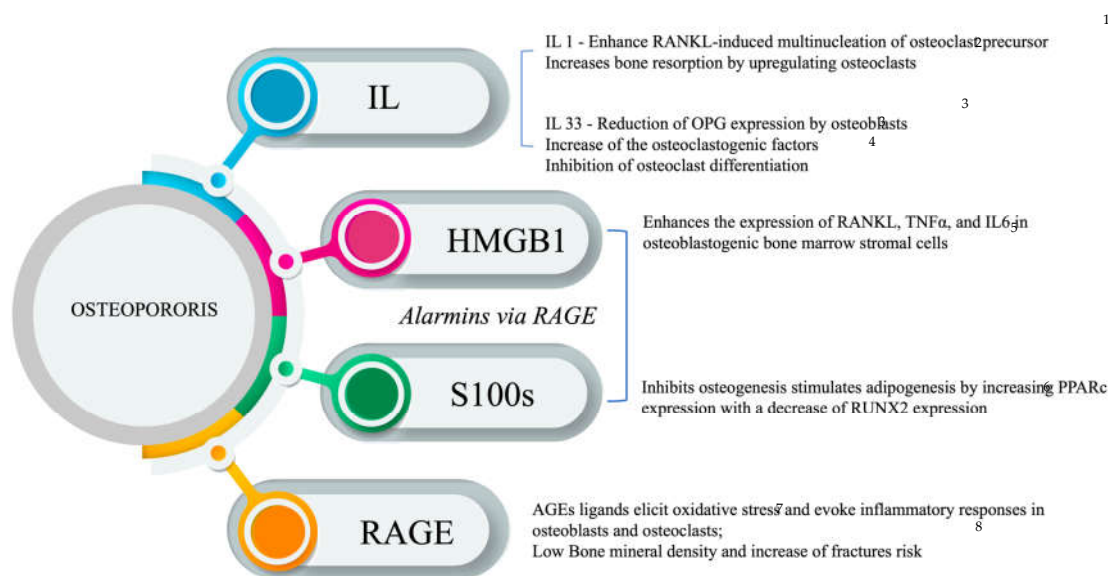 1
IL 1 - Enhance RANKL-induced multinucleation of osteoclast precursor
2
Increases bone resorption by upregulating osteoclasts
IL
3
IL 33 - Reduction of OPG expression by osteoblasts
3
Increase of the osteoclastogenic factors
4
Inhibition of osteoclast differentiation
HMGB1
Enhances the expression of RANKL, TNFα, and IL6 in
5
osteoblastogenic bone marrow stromal cells
OSTEOPORORIS
Alarmins via RAGE
S100s
Inhibits osteogenesis stimulates adipogenesis by increasing PPARc
6
expression with a decrease of RUNX2 expression
RAGE
AGEs ligands elicit oxidative stress and evoke inflammatory responses in
7
osteoblasts and osteoclasts;
8
Low Bone mineral density and increase of fractures risk